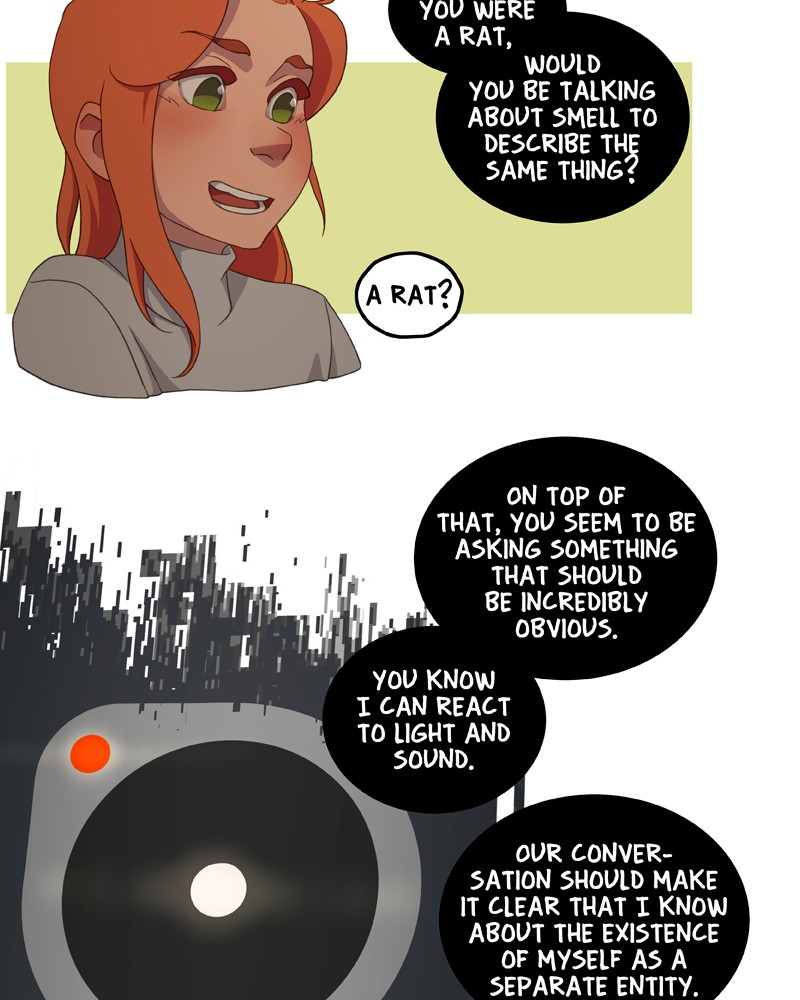 YOU WERE
A RAT,
WOULD
YOU BE TALKING
ABOUT SMELL TO
DESCRIBE THE
SAME THING?
A RAT?
ON TOP OF
THAT, YOU SEEM TO BE
ASKING SOMETHING
THAT SHOULD
BE INCREDIBLY
OBVIOUS.
YOU KNOW
I CAN REACT
TO LIGHT AND
SOUND.
OUR CONVER-
SATION SHOULD MAKE
IT CLEAR THAT I KNOW
ABOUT THE EXISTENCE
OF MYSELF AS A
SEPARATE ENTITY.